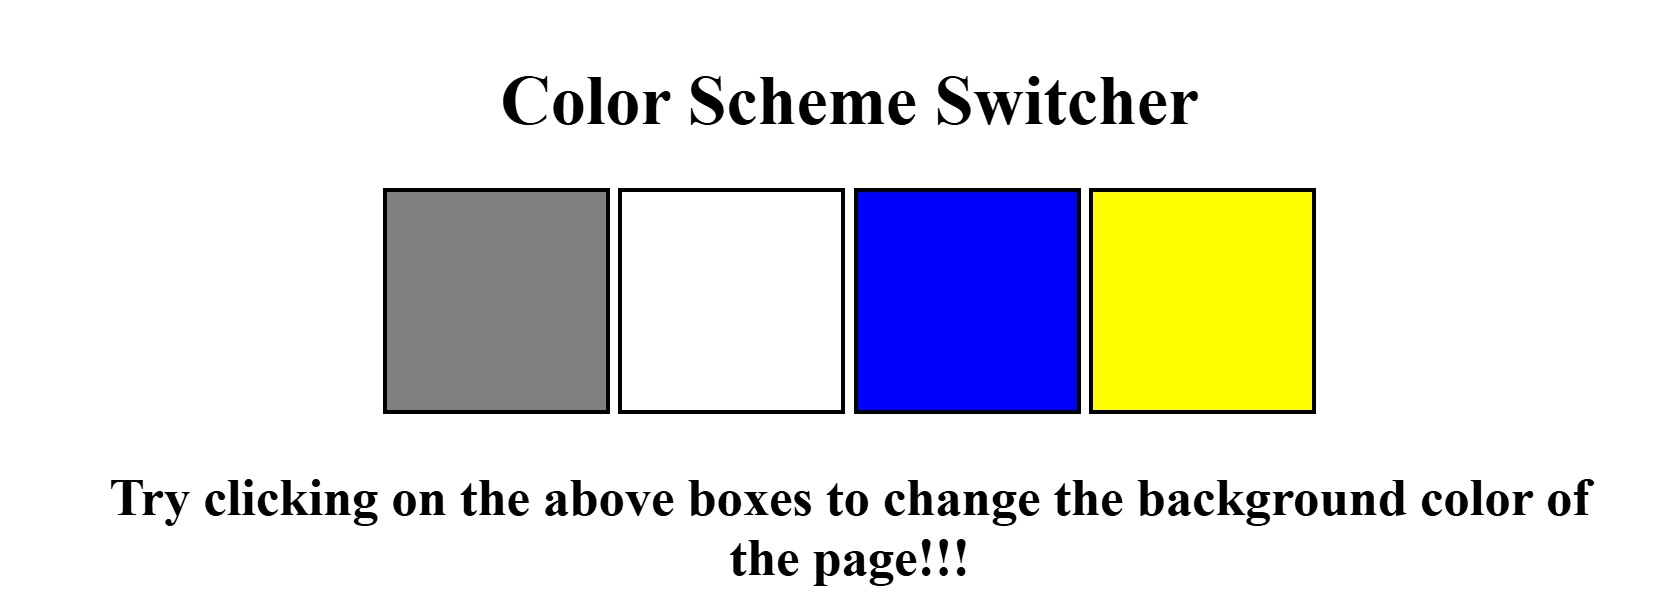 Color Scheme Switcher
Try clicking on the above boxes to change the background color of
the page!!!